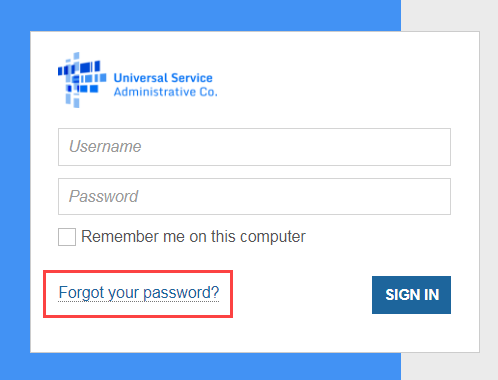 Universal Service
Administrative Co.
Username
Password
Remember me on this computer
Forgot your password?
SIGN IN